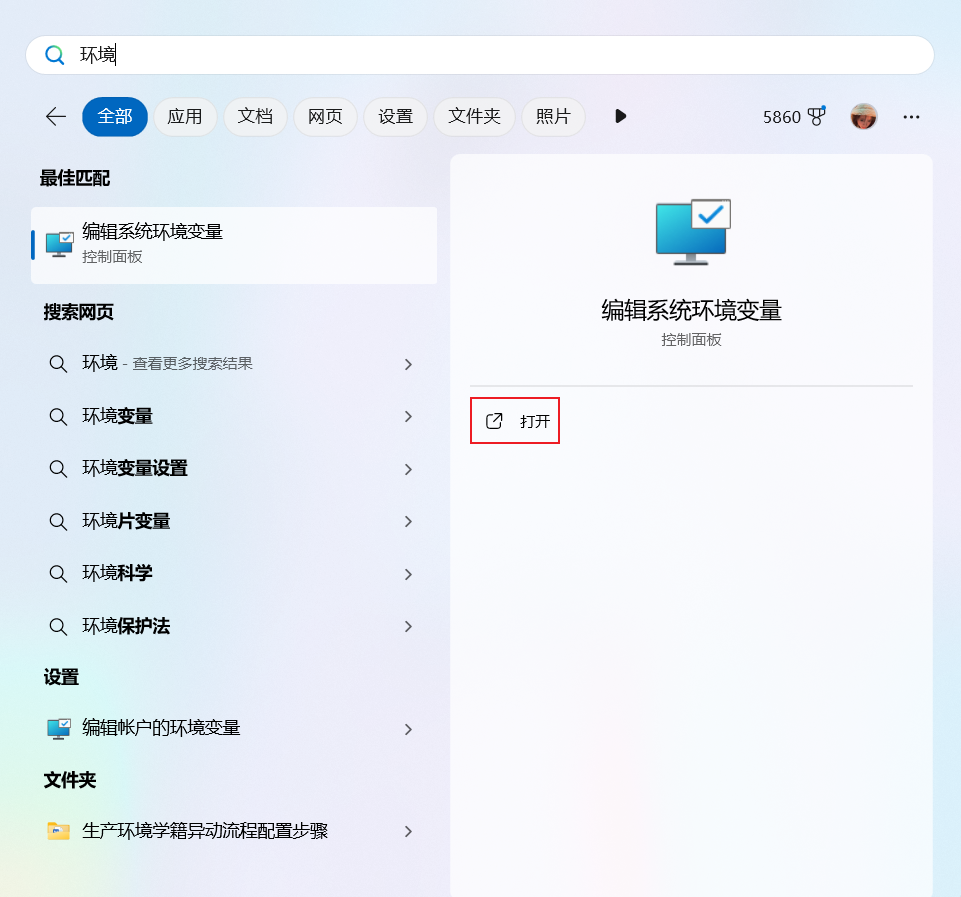 环境
全部 应用 文档 网页 设置 文件夹 照片 5860
最佳匹配
编辑系统环境变量
控制面板
搜索网页
环境 - 查看更多搜索结果
环境变量
环境变量设置
环境片变量
环境科学
环境保护法
设置
编辑帐户的环境变量
文件夹
生产环境学籍异动流程配置步骤
编辑系统环境变量
控制面板
打开